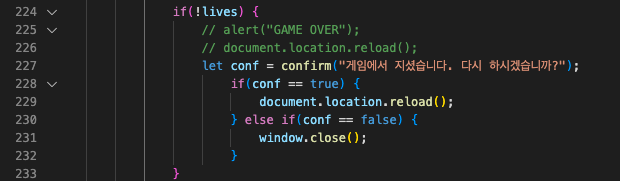 224 if(!lives) {
225 // alert("GAME OVER");
226 // document.location.reload();
227 let conf = confirm("게임에서 지셨습니다. 다시 하시겠습니까?");
228 if(conf == true) {
229 document.location.reload();
230 } else if(conf == false) {
231 window.close();
232 }
233 }